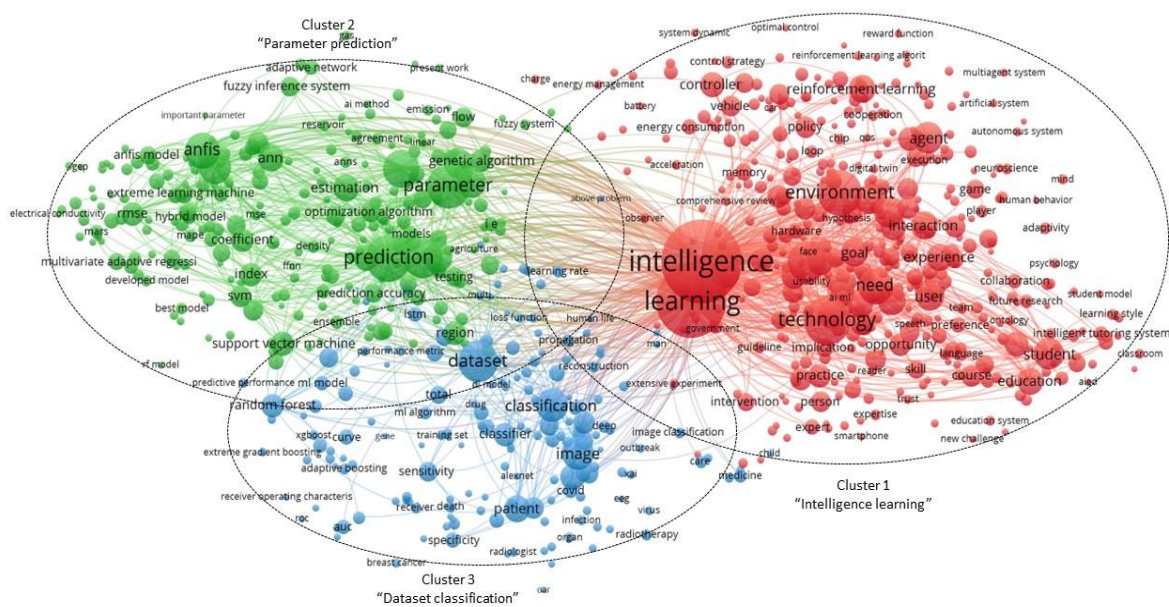 Cluster 2
“Parameter prediction”
gas
adaptive network
present work
fuzzy inference system
ai method
emission
important parameter
reservoir
flow
agreement
linear
fuzzy system
anfis
ann
anns
genetic algorithm
anfis model
extreme learning machine
estimation
parameter
electrical conductivity
rmse
hybrid model
mse
optimization algorithm
i e
mars
mape
coefficient
density
models
agriculture
multivariate adaptive regressi
ffnn
prediction
developed model
index
testing
svm
prediction accuracy
best model
ensemble
lstm
region
support vector machine
rf model
system dynamic
optimal control
reward function
control strategy
reinforcement learning algorit
charge
energy management
controller
reinforcement learning
multiagent system
battery
vehicle
car
artificial system
energy consumption
policy
cooperation
chip
qos
agent
autonomous system
loop
execution
acceleration
memory
digital twin
neuroscience
mind
above problem
comprehensive review
environment
game
human behavior
observer
hypothesis
player
hardware
interaction
adaptivity
intelligence
face
goal
experience
psychology
usability
collaboration
learning
ai ml
need
user
future research
student model
government
technology
speech
team
preference
ontology
learning style
intelligent tutoring system
guideline
implication
opportunity
language
student
classroom
practice
reader
skill
course
education
aied
intervention
person
trust
expert
expertise
education system
smartphone
new challenge
child
Cluster 1
“Intelligence learning”
learning rate
multi
loss function
human life
propagation
man
performance metric
dataset
reconstruction
predictive performance
ml model
dl model
extensive experiment
random forest
total
drug
classification
ml algorithm
deep
xgboost
curve
gene
training set
classifier
image classification
extreme gradient boosting
image
outbreak
adaptive boosting
sensitivity
care
alexnet
xai
medicine
covid
eeg
receiver operating characteris
receiver
death
patient
virus
roc
auc
infection
specificity
organ
radiotherapy
radiologist
breast cancer
oar
Cluster 3
“Dataset classification”